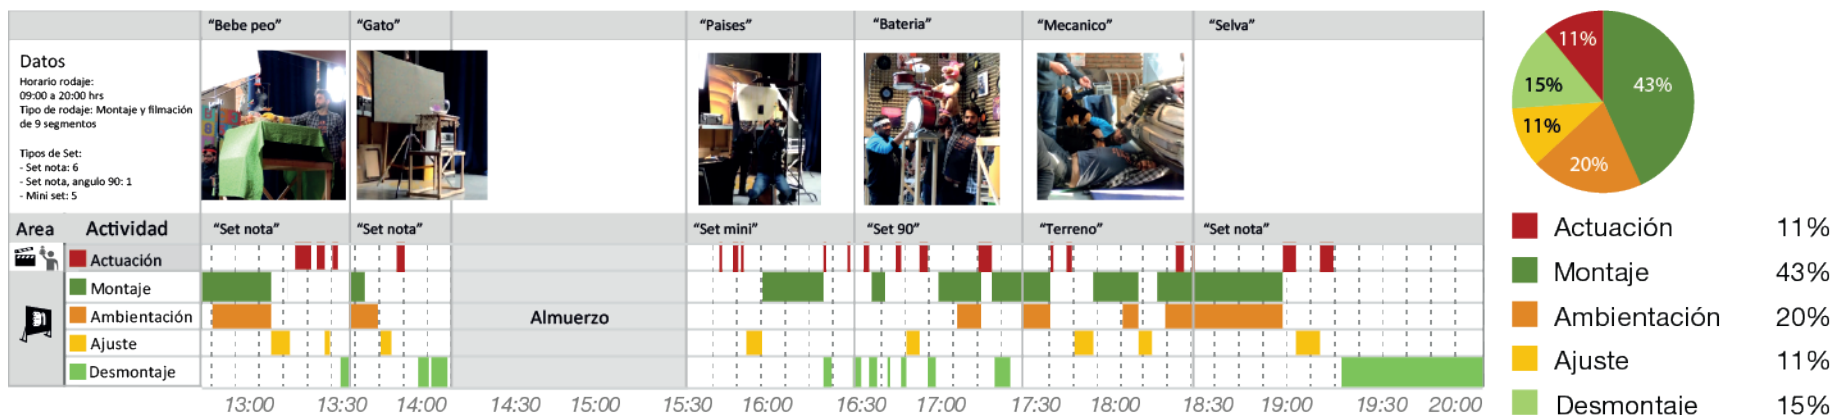 “Bebe peo” “Gato” “Paises” “Bateria” “Mecanico” “Selva”
Datos
Horario rodaje:
09:00 a 20:00 hrs
Tipo de rodaje: Montaje y filmación
de 9 segmentos
Tipos de Set:
- Set nota: 6
- Set nota, angulo 90: 1
- Mini set: 5
Area Actividad “Set nota” “Set nota” “Set mini” “Set 90” “Terreno” “Set nota”
Actuación
Montaje
Ambientación
Almuerzo
Ajuste
Desmontaje
13:00 13:30 14:00 14:30 15:00 15:30 16:00 16:30 17:00 17:30 18:00 18:30 19:00 19:30 20:00
11%
43%
15%
11%
20%
Actuación 11%
Montaje 43%
Ambientación 20%
Ajuste 11%
Desmontaje 15%